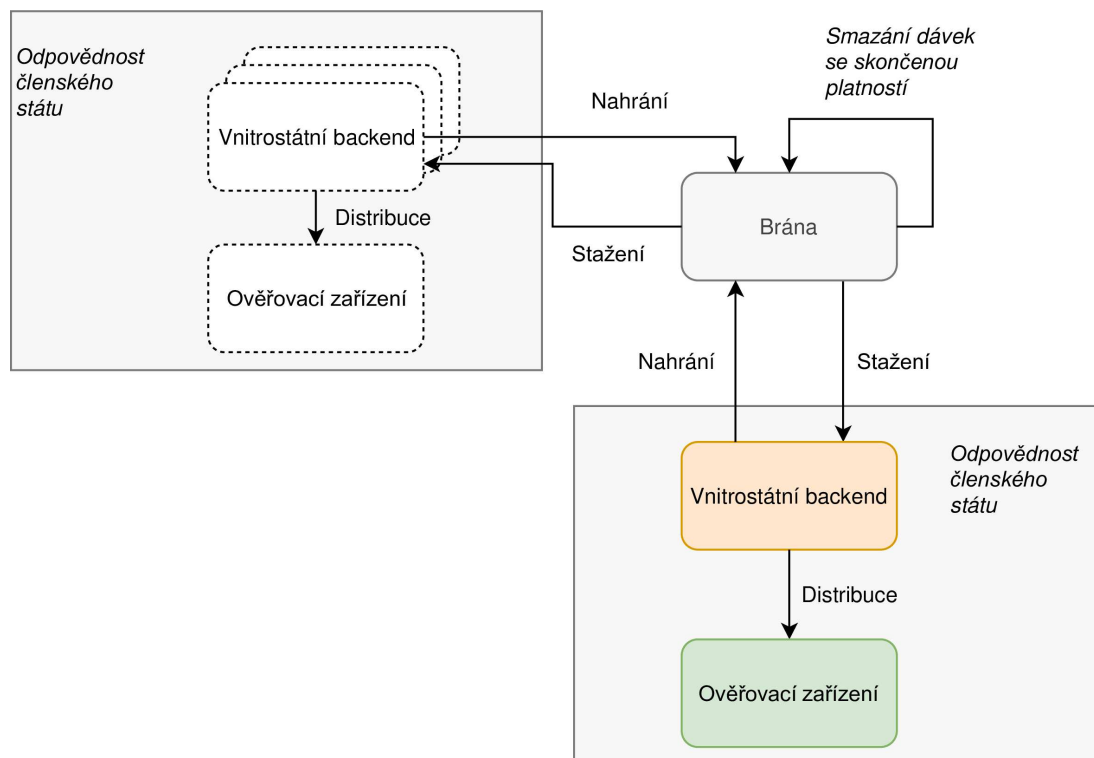 Odpovědnost
členského
státu
Vnitrostátní backend
Distribuce
Ověřovací zařízení
Nahrání
Stažení
Smazání dávek
se skončenou
platností
Brána
Nahrání
Stažení
Odpovědnost
členského
státu
Vnitrostátní backend
Distribuce
Ověřovací zařízení